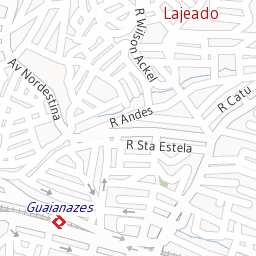 Lajeado
R Wilson Ackel
Av Nordestina
R Catu
R Andes
R Sta Estela
Guaianazes